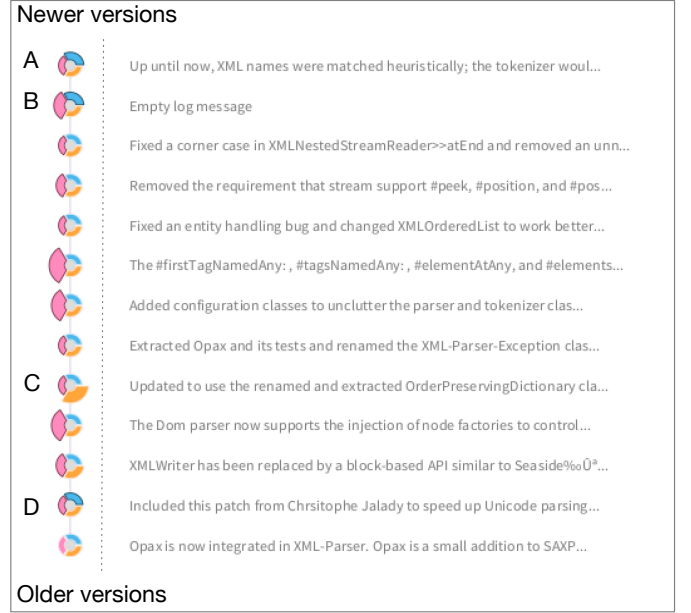 Newer versions
A Up until now, XML names were matched heuristically; the tokenizer woul...
B Empty log message
Fixed a corner case in XMLNestedStreamReader>>atEnd and removed an unn...
Removed the requirement that stream support #peek, #position, and #pos...
Fixed an entity handling bug and changed XMLOrderedList to work better...
The #firstTagNamedAny: , #tagsNamedAny: , #elementAtAny, and #elements...
Added configuration classes to unclutter the parser and tokenizer clas...
Extracted Opax and its tests and renamed the XML-Parser-Exception clas...
C Updated to use the renamed and extracted OrderPreservingDictionary cla...
The Dom parser now supports the injection of node factories to control...
XMLWriter has been replaced by a block-based API similar to Seaside‰Ûª...
D Included this patch from Chrsitophe Jalady to speed up Unicode parsing...
Opax is now integrated in XML-Parser. Opax is a small addition to SAXP...
Older versions